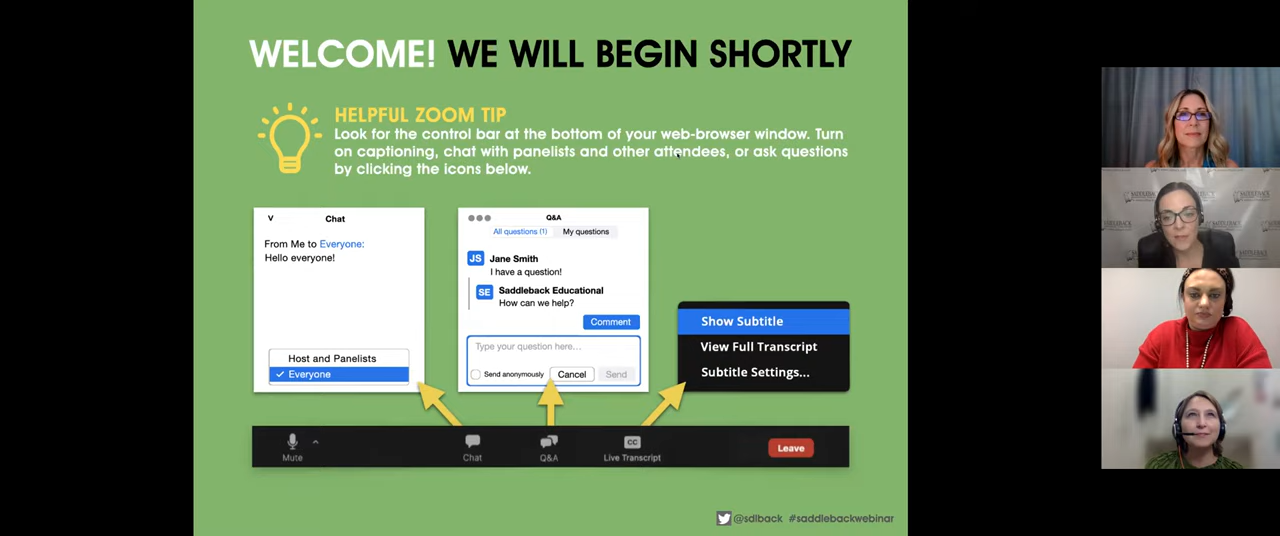 WELCOME! WE WILL BEGIN SHORTLY
HELPFUL ZOOM TIP
Look for the control bar at the bottom of your web-browser window. Turn
on captioning, chat with panelists and other attendees, or ask questions
by clicking the icons below.
V Chat
From Me to Everyone:
Hello everyone!
Host and Panelists
✓ Everyone
Q&A
All questions (1) My questions
JS Jane Smith
I have a question!
SE Saddleback Educational
How can we help?
Comment
Type your question here...
Send anonymously Cancel Send
Show Subtitle
View Full Transcript
Subtitle Settings...
CC
Mute Chat Q&A Live Transcript Leave
@sdlback #saddlebackwebinar
SADDLEBACK